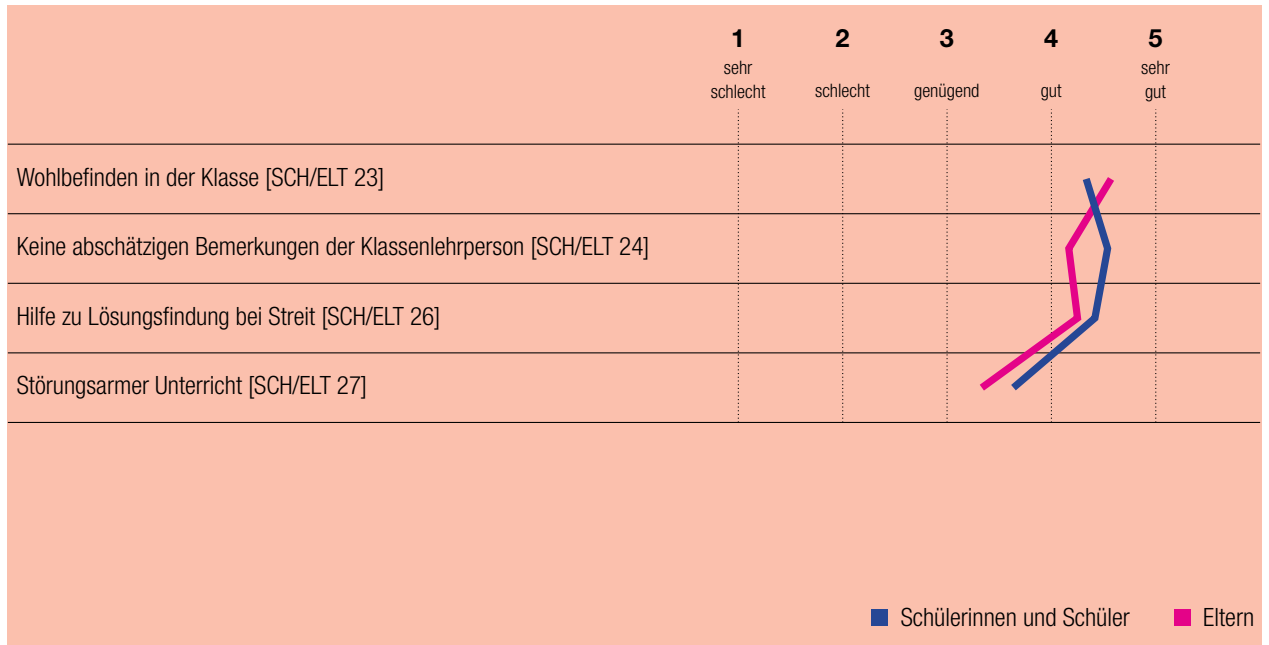 1 2 3 4 5
sehr schlecht schlecht genügend gut sehr gut
Wohlbefinden in der Klasse [SCH/ELT 23]
Keine abschätzigen Bemerkungen der Klassenlehrperson [SCH/ELT 24]
Hilfe zu Lösungsfindung bei Streit [SCH/ELT 26]
Störungsarmer Unterricht [SCH/ELT 27]
Schülerinnen und Schüler Eltern